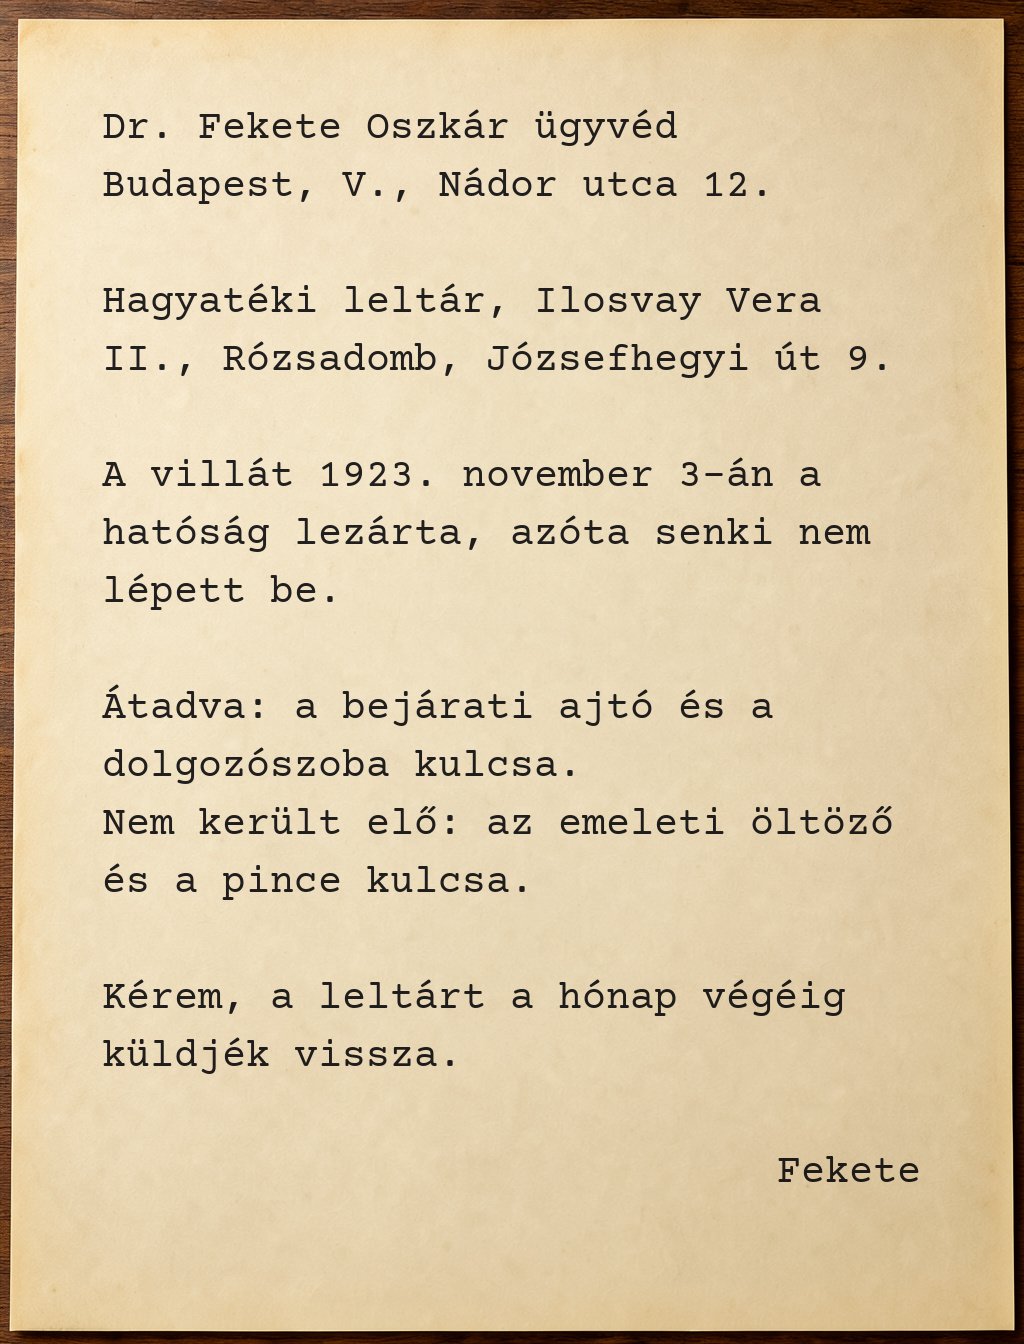 Dr. Fekete Oszkár ügyvéd
Budapest, V., Nádor utca 12.
Hagyatéki leltár, Ilosvay Vera
II., Rózsadomb, Józsefhegyi út 9.
A villát 1923. november 3-án a
hatóság lezárta, azóta senki nem
lépett be.
Átadva: a bejárati ajtó és a
dolgozószoba kulcsa.
Nem került elő: az emeleti öltöző
és a pince kulcsa.
Kérem, a leltárt a hónap végéig
küldjék vissza.
Fekete